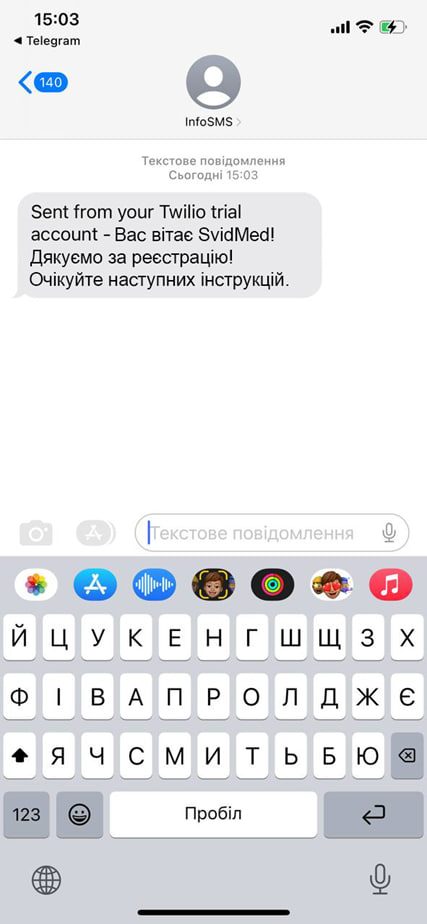 15:03
◀ Telegram
140
InfoSMS
Текстове повідомлення
Сьогодні 15:03
Sent from your Twilio trial
account - Вас вітає SvidMed!
Дякуємо за реєстрацію!
Очікуйте наступних інструкцій.
Текстове повідомлення
Й Ц У К Е Н Г Ш Щ З Х
Ф І В А П Р О Л Д Ж Є
Я Ч С М И Т Ь Б Ю
123 Пробіл